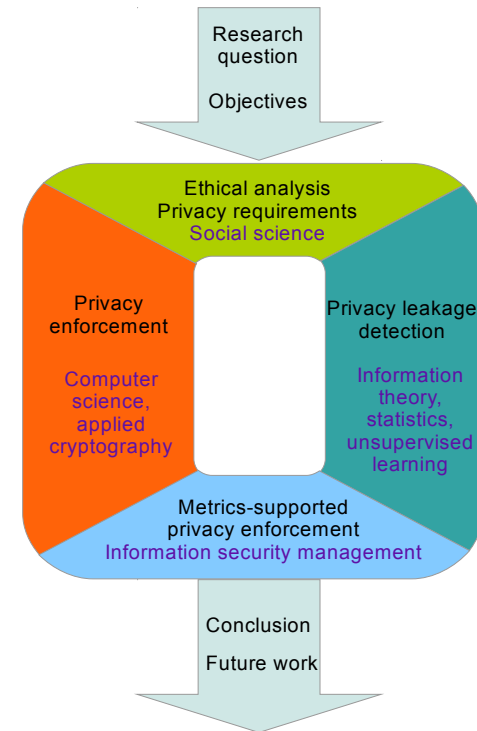 Research
question
Objectives
Ethical analysis
Privacy requirements
Social science
Privacy
enforcement
Computer
science,
applied
cryptography
Privacy leakage
detection
Information
theory,
statistics,
unsupervised
learning
Metrics-supported
privacy enforcement
Information security management
Conclusion
Future work